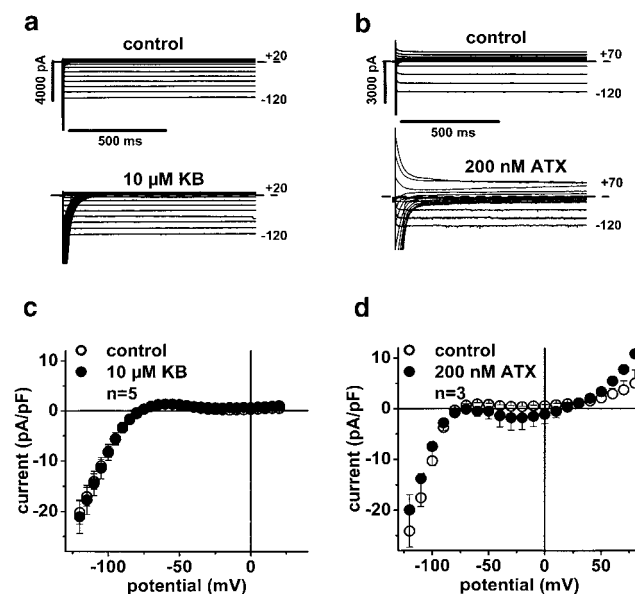 a
control
+20
4000 pA
-120
500 ms
10 µM KB
+20
-120
b
control
+70
3000 pA
-120
500 ms
200 nM ATX
+70
-120
c
control
10 µM KB
n=5
10
0
-10
-20
current (pA/pF)
-100
-50
0
potential (mV)
d
control
200 nM ATX
n=3
10
0
-10
-20
current (pA/pF)
-100
-50
0
50
potential (mV)